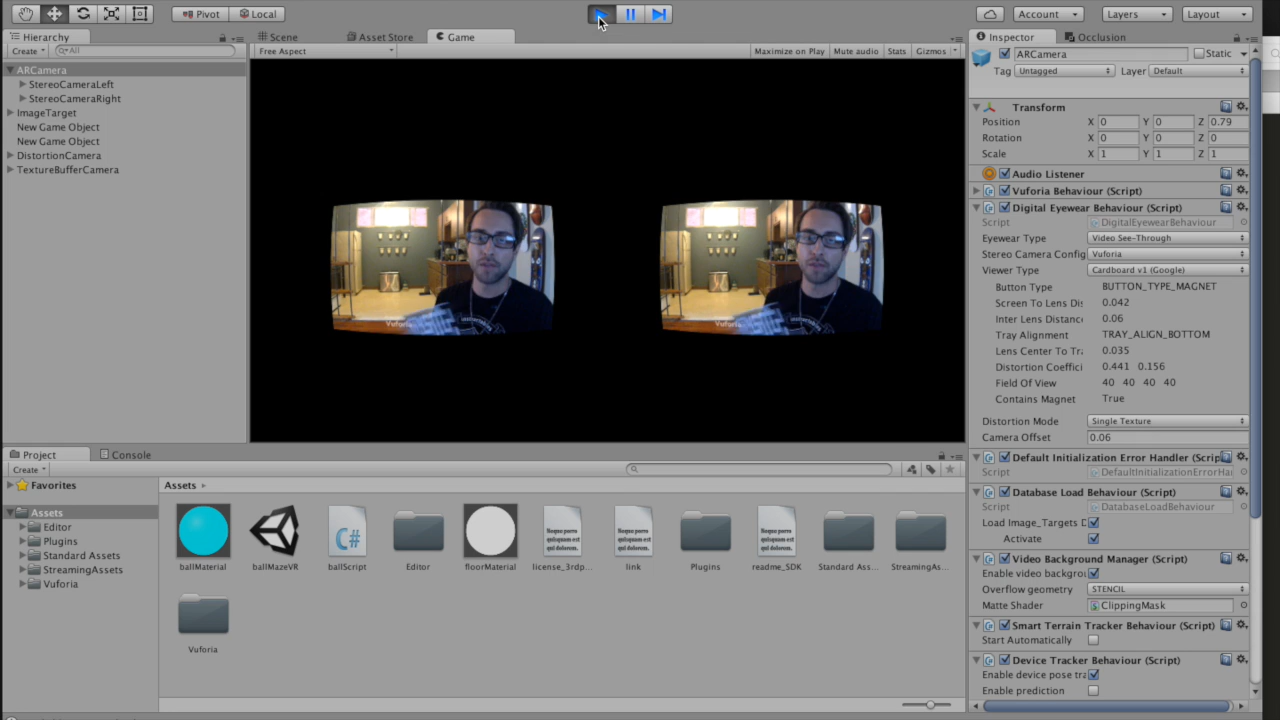 Pivot Local Account Layers Layout
Hierarchy Scene Asset Store Game Inspector Occlusion
Create All Free Aspect Maximize on Play Mute audio Stats Gizmos
ARCamera
StereoCameraLeft
StereoCameraRight
ImageTarget
New Game Object
New Game Object
DistortionCamera
TextureBufferCamera
Vuforia
Vuforia
ARCamera Static
Tag Untagged Layer Default
Transform
Position X 0 Y 0 Z 0.79
Rotation X 0 Y 0 Z 0
Scale X 1 Y 1 Z 1
Audio Listener
Vuforia Behaviour (Script)
Digital Eyewear Behaviour (Script)
Script DigitalEyewearBehaviour
Eyewear Type Video See-Through
Stereo Camera Config Vuforia
Viewer Type Cardboard v1 (Google)
Button Type BUTTON_TYPE_MAGNET
Screen To Lens Dis 0.042
Inter Lens Distanc 0.06
Tray Alignment TRAY_ALIGN_BOTTOM
Lens Center To Tr 0.035
Distortion Coeffici 0.441 0.156
Field Of View 40 40 40 40
Contains Magnet True
Distortion Mode Single Texture
Camera Offset 0.06
Default Initialization Error Handler (Scrip
Script DefaultInitializationErrorHa
Database Load Behaviour (Script)
Script DatabaseLoadBehaviour
Load Image_Targets D
Activate
Video Background Manager (Script)
Enable video backgrou
Overflow geometry STENCIL
Matte Shader ClippingMask
Smart Terrain Tracker Behaviour (Script)
Start Automatically
Device Tracker Behaviour (Script)
Enable device pose tra
Enable prediction
Project Console
Create
Favorites
Assets
Editor
Plugins
Standard Assets
StreamingAssets
Vuforia
Assets
C#
ballMaterial ballMazeVR ballScript Editor floorMaterial license_3rdp... link Plugins readme_SDK Standard Ass... StreamingAs...
Vuforia